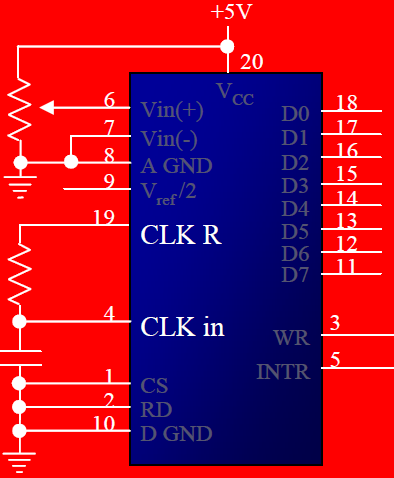 +5V
20
V CC
6 Vin(+)
7 Vin(-)
8 A GND
9 Vref/2
19 CLK R
4 CLK in
1 CS
2 RD
10 D GND
D0 18
D1 17
D2 16
D3 15
D4 14
D5 13
D6 12
D7 11
WR 3
INTR 5